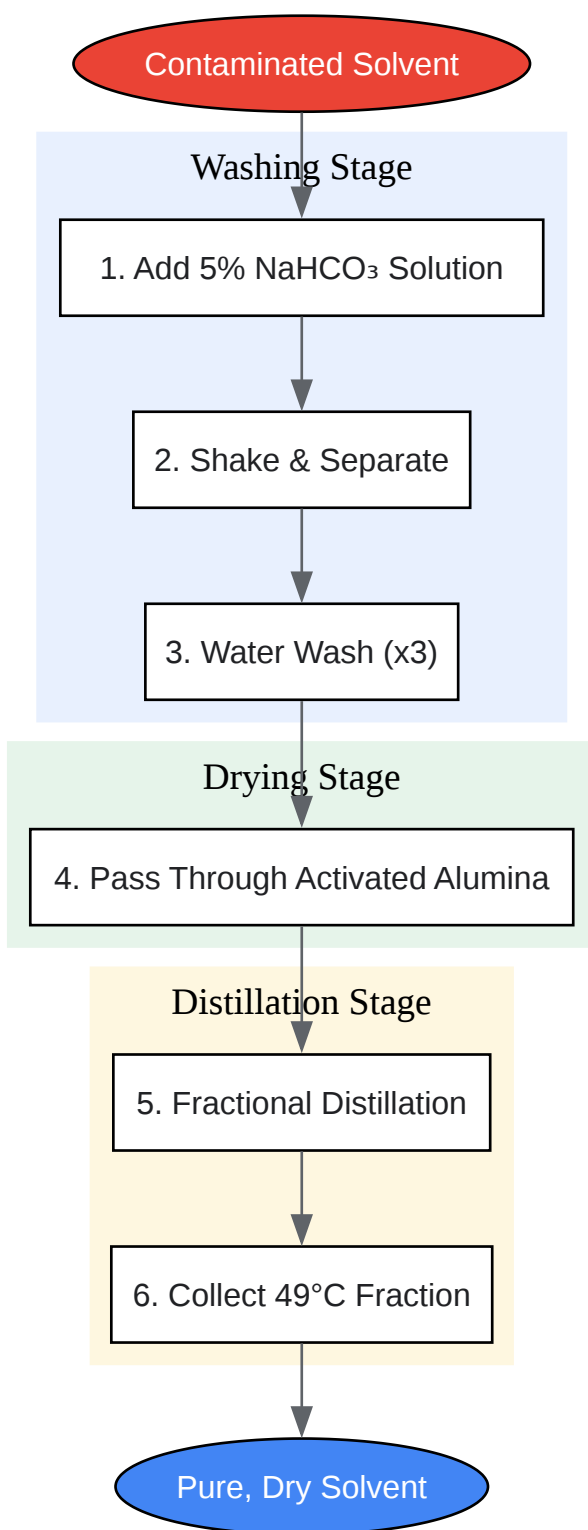 Contaminated Solvent
Washing Stage
1. Add 5% NaHCO₃ Solution
2. Shake & Separate
3. Water Wash (x3)
Drying Stage
4. Pass Through Activated Alumina
Distillation Stage
5. Fractional Distillation
6. Collect 49°C Fraction
Pure, Dry Solvent